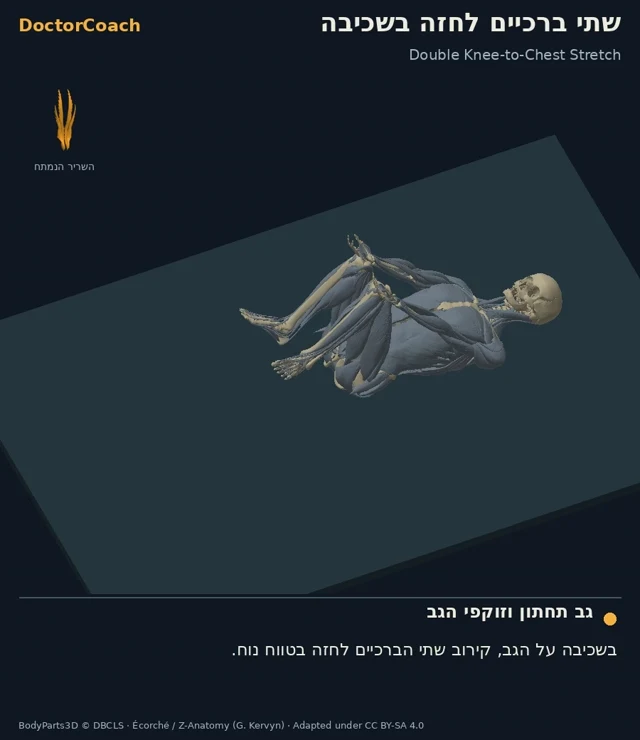 DoctorCoach
שתי ברכיים לחזה בשכיבה
Double Knee-to-Chest Stretch
השריר הנמתח
גב תחתון וזוקפי הגב
בשכיבה על הגב, קירוב שתי הברכיים לחזה בטווח נוח.
BodyParts3D © DBCLS · Écorché / Z-Anatomy (G. Kervyn) · Adapted under CC BY-SA 4.0